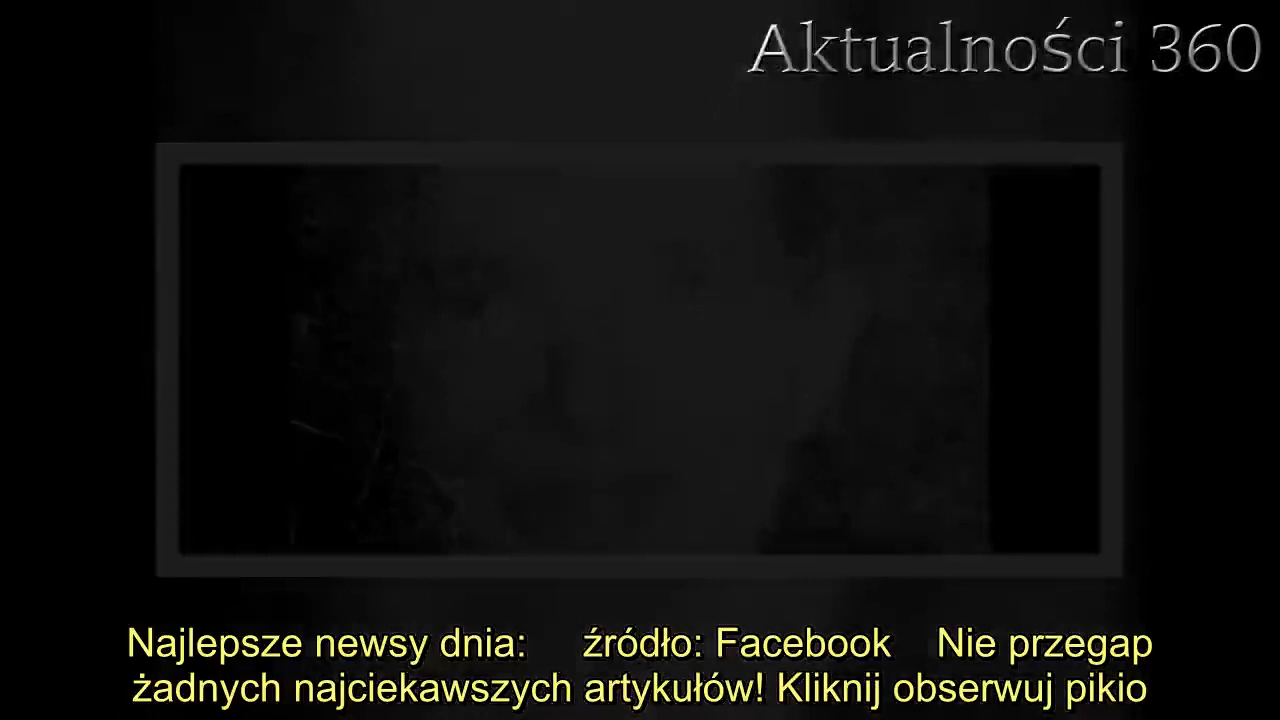 Aktualności 360
Najlepsze newsy dnia: źródło: Facebook Nie przegap
żadnych najciekawszych artykułów! Kliknij obserwuj pikio